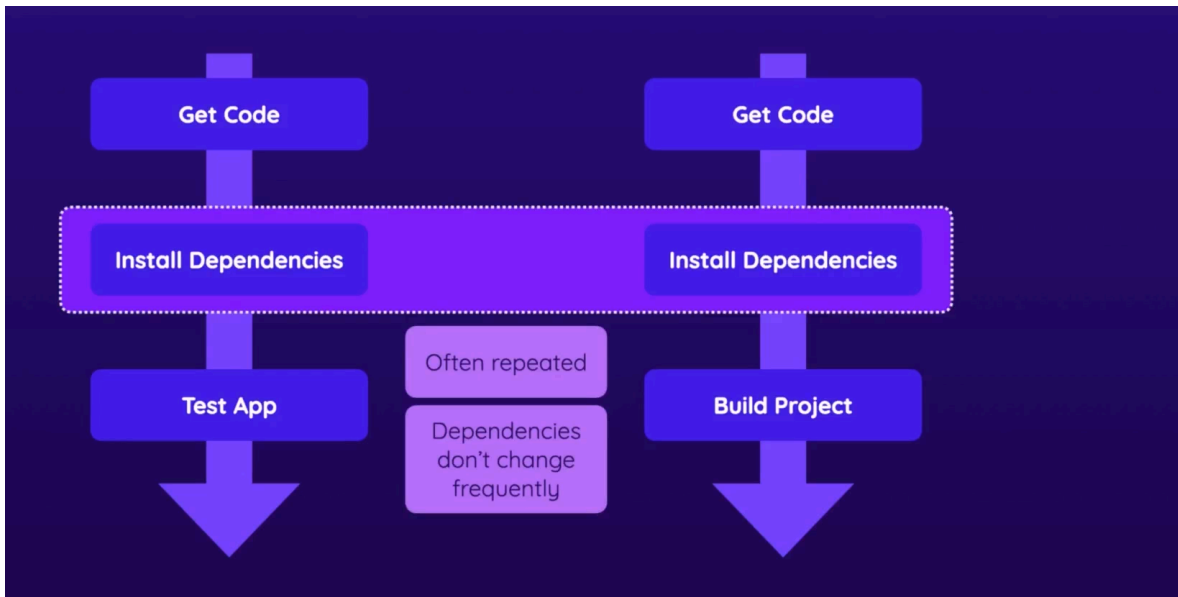 Get Code
Get Code
Install Dependencies
Install Dependencies
Often repeated
Test App
Build Project
Dependencies
don't change
frequently